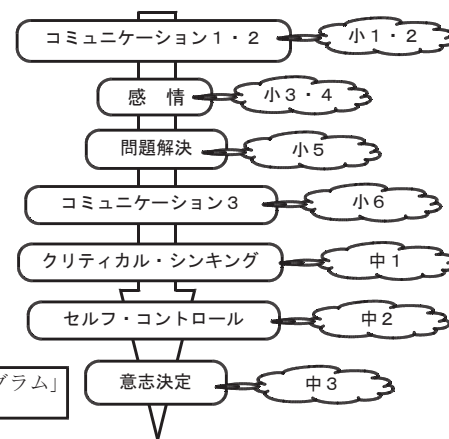 コミュニケーション１・２ 小１・２
感　情 小３・４
問題解決 小５
コミュニケーション３ 小６
クリティカル・シンキング 中１
セルフ・コントロール 中２
意志決定 中３
グラム」